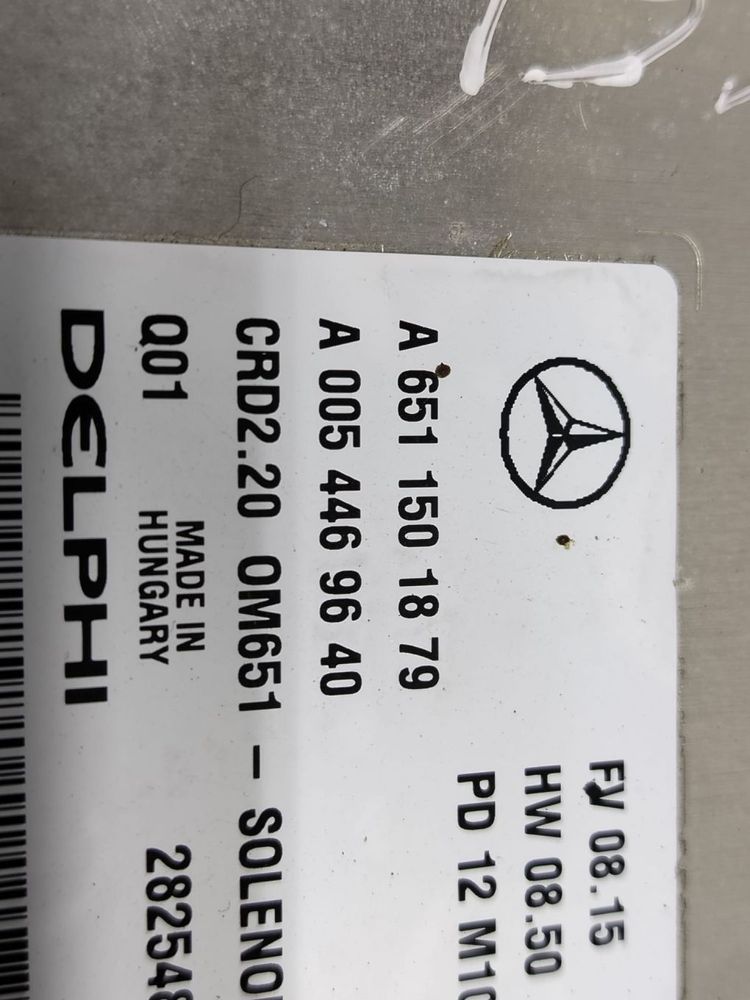 FV 08.15
HW 08.50
PD 12 M10
A 651 150 18 79
A 005 446 96 40
CRD2.20 OM651 – SOLENO
Q01
MADE IN
HUNGARY
28254
DELPHI